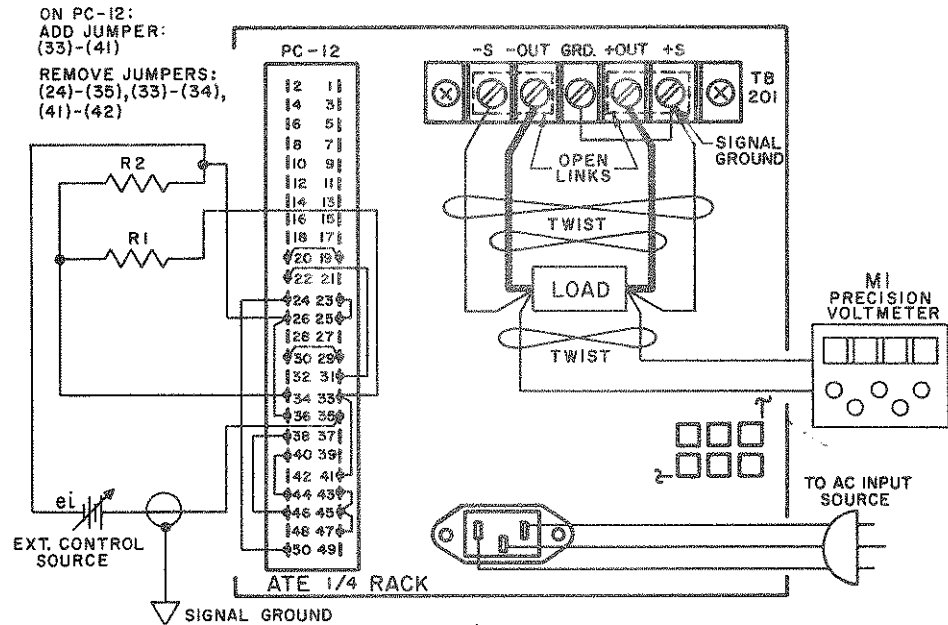 ON PC-12:
ADD JUMPER:
(33)-(41)
REMOVE JUMPERS:
(24)-(35),(33)-(34),
(41)-(42)
PC-12
2 1
4 3
6 5
8 7
10 9
12 11
14 13
16 15
18 17
20 19
22 21
24 23
26 25
28 27
30 29
32 31
34 33
36 35
38 37
40 39
42 41
44 43
46 45
48 47
50 49
R2
R1
ei
EXT. CONTROL
SOURCE
SIGNAL GROUND
ATE 1/4 RACK
-S -OUT GRD. +OUT +S
TB
201
SIGNAL
GROUND
OPEN
LINKS
TWIST
LOAD
TWIST
M1
PRECISION
VOLTMETER
TO AC INPUT
SOURCE